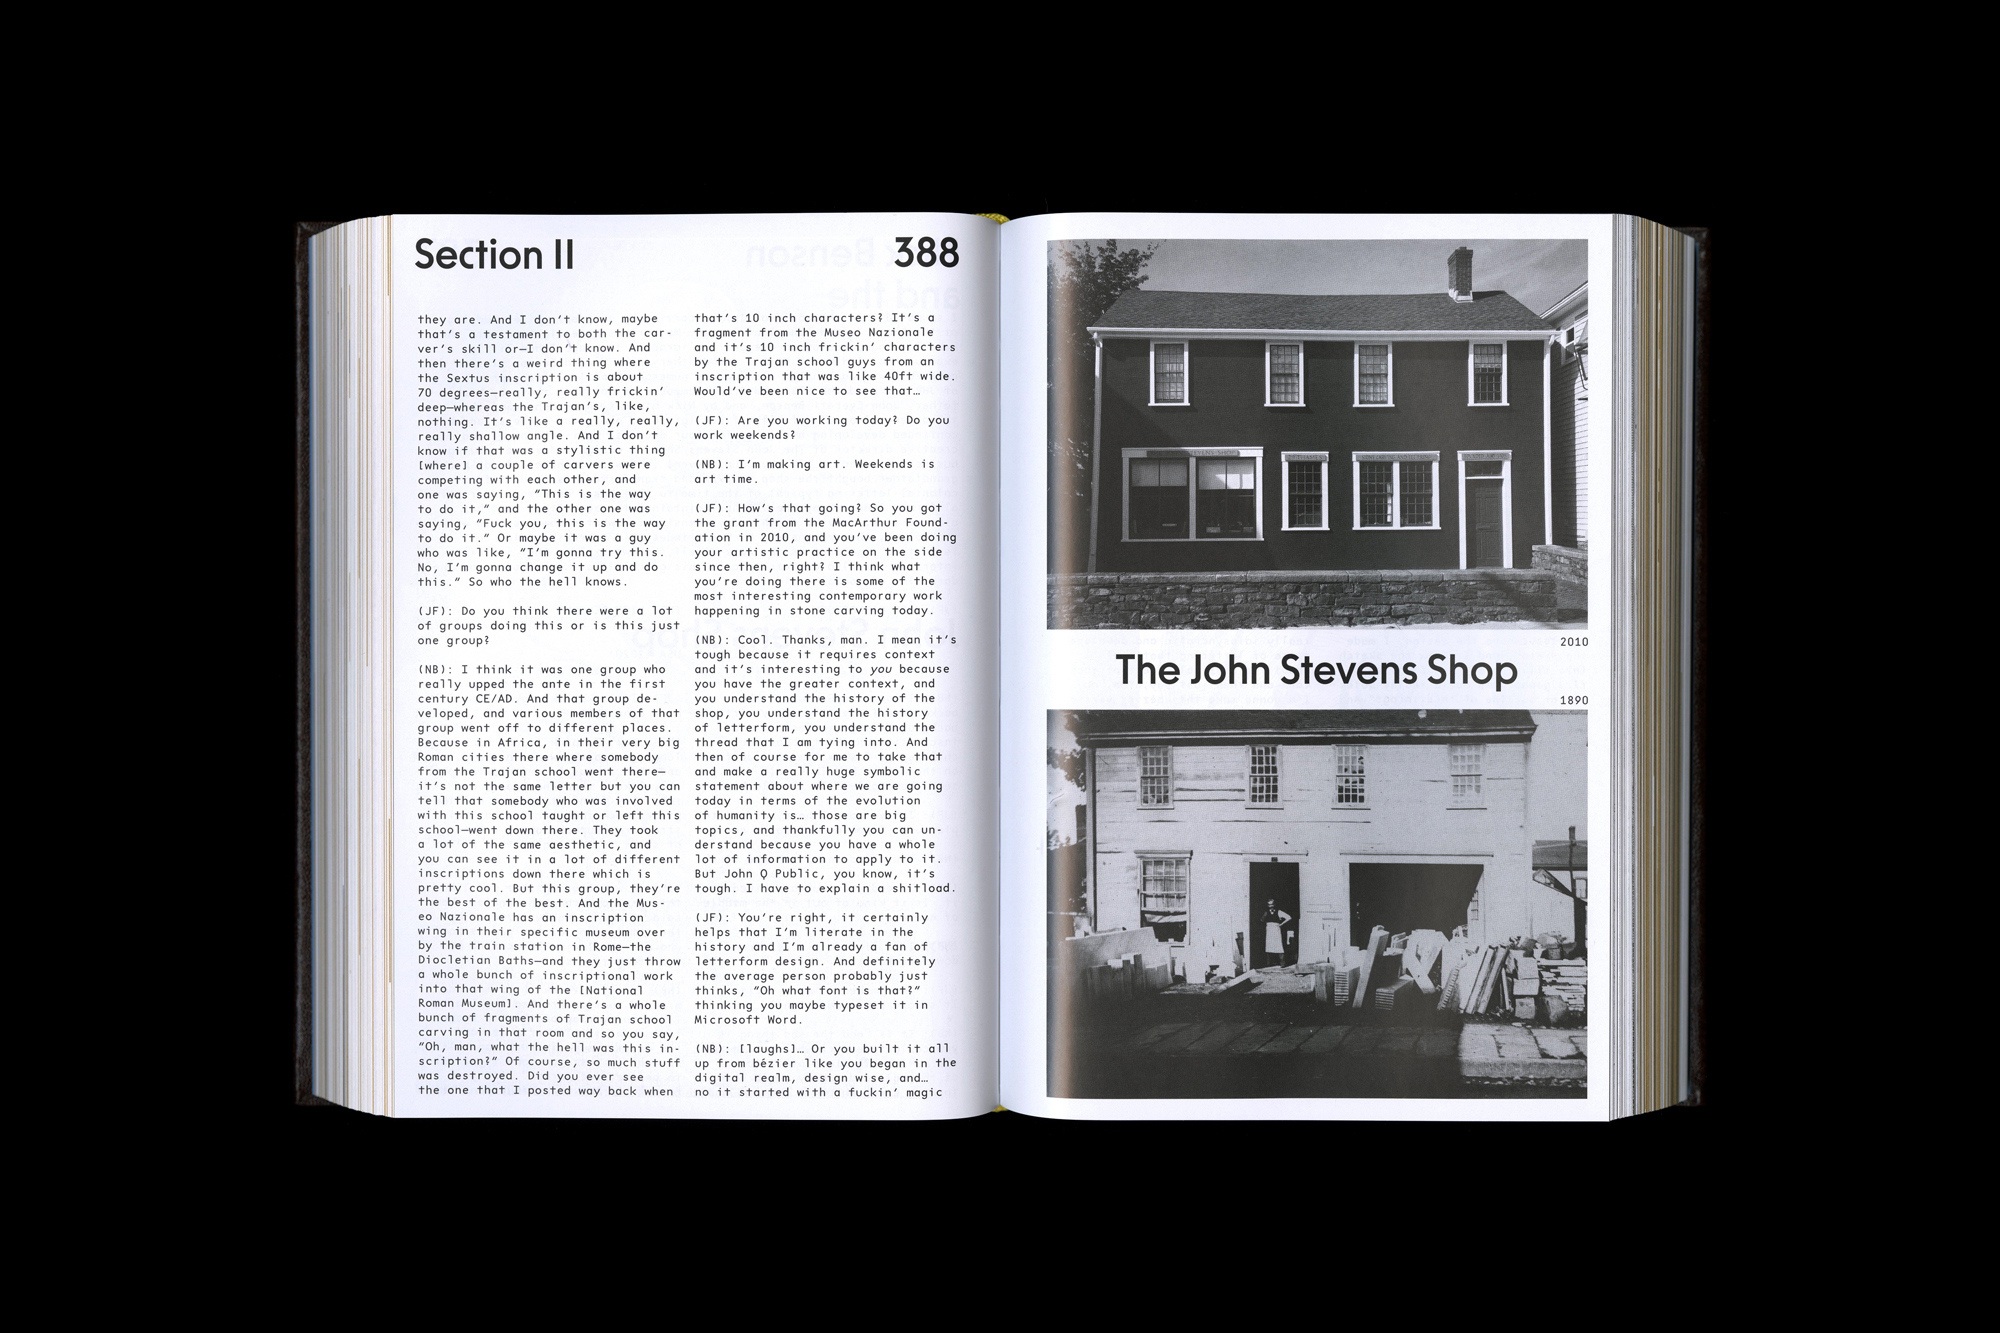 Section II
388
they are. And I don't know, maybe
that's a testament to both the car-
ver's skill or—I don't know. And
then there's a weird thing where
the Sextus inscription is about
70 degrees—really, really frickin'
deep—whereas the Trajan's, like,
nothing. It's like a really, really,
really shallow angle. And I don't
know if that was a stylistic thing
[where] a couple of carvers were
competing with each other, and
one was saying, "This is the way
to do it," and the other one was
saying, "Fuck you, this is the way
to do it." Or maybe it was a guy
who was like, "I'm gonna try this.
No, I'm gonna change it up and do
this." So who the hell knows.
(JF): Do you think there were a lot
of groups doing this or is this just
one group?
(NB): I think it was one group who
really upped the ante in the first
century CE/AD. And that group de-
veloped, and various members of that
group went off to different places.
Because in Africa, in their very big
Roman cities there where somebody
from the Trajan school went there—
it's not the same letter but you can
tell that somebody who was involved
with this school taught or left this
school—went down there. They took
a lot of the same aesthetic, and
you can see it in a lot of different
inscriptions down there which is
pretty cool. But this group, they're
the best of the best. And the Mus-
eo Nazionale has an inscription
wing in their specific museum over
by the train station in Rome—the
Diocletian Baths—and they just throw
a whole bunch of inscriptional work
into that wing of the [National
Roman Museum]. And there's a whole
bunch of fragments of Trajan school
carving in that room and so you say,
"Oh, man, what the hell was this in-
scription?" Of course, so much stuff
was destroyed. Did you ever see
the one that I posted way back when
that's 10 inch characters? It's a
fragment from the Museo Nazionale
and it's 10 inch frickin' characters
by the Trajan school guys from an
inscription that was like 40ft wide.
Would've been nice to see that…
(JF): Are you working today? Do you
work weekends?
(NB): I'm making art. Weekends is
art time.
(JF): How's that going? So you got
the grant from the MacArthur Found-
ation in 2010, and you've been doing
your artistic practice on the side
since then, right? I think what
you're doing there is some of the
most interesting contemporary work
happening in stone carving today.
(NB): Cool. Thanks, man. I mean it's
tough because it requires context
and it's interesting to you because
you have the greater context, and
you understand the history of the
shop, you understand the history
of letterform, you understand the
thread that I am tying into. And
then of course for me to take that
and make a really huge symbolic
statement about where we are going
today in terms of the evolution
of humanity is… those are big
topics, and thankfully you can un-
derstand because you have a whole
lot of information to apply to it.
But John Q Public, you know, it's
tough. I have to explain a shitload.
(JF): You're right, it certainly
helps that I'm literate in the
history and I'm already a fan of
letterform design. And definitely
the average person probably just
thinks, "Oh what font is that?"
thinking you maybe typeset it in
Microsoft Word.
(NB): [laughs]… Or you built it all
up from bézier like you began in the
digital realm, design wise, and…
no it started with a fuckin' magic
2010
The John Stevens Shop
1890